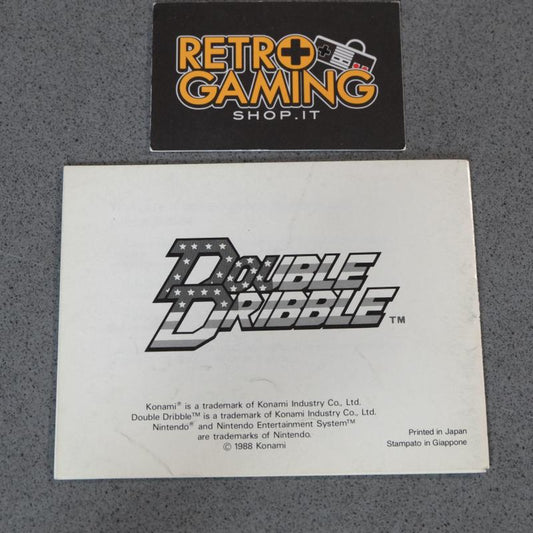 RETRO
GAMING
SHOP.IT
DOUBLE
DRIBBLE™
Konami® is a trademark of Konami Industry Co., Ltd.
Double Dribble™ is a trademark of Konami Industry Co., Ltd.
Nintendo® and Nintendo Entertainment System™
are trademarks of Nintendo.
© 1988 Konami
Printed in Japan
Stampato in Giappone